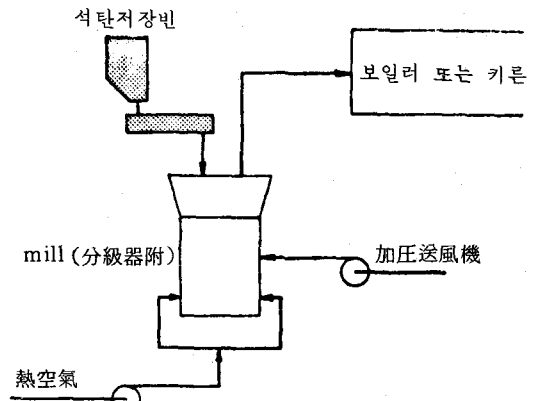 석탄저장빈
보일러 또는 키른
mill (分級器附)
加圧送風機
熱空氣